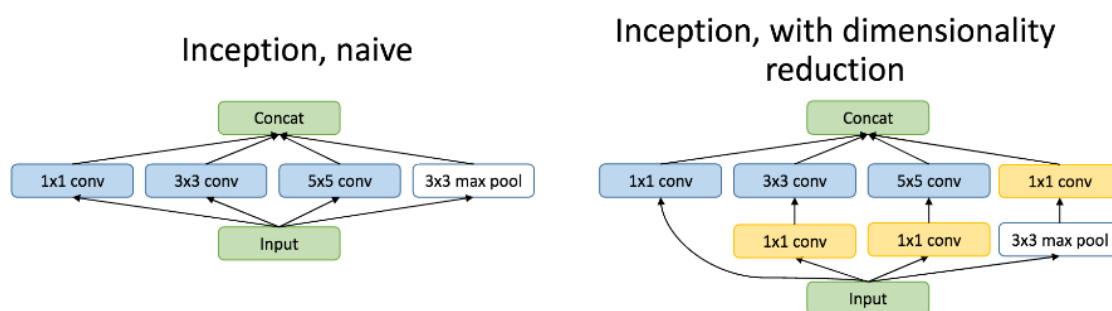 Inception, naive
Concat
1x1 conv
3x3 conv
5x5 conv
3x3 max pool
Input
Inception, with dimensionality
reduction
Concat
1x1 conv
3x3 conv
5x5 conv
1x1 conv
1x1 conv
1x1 conv
3x3 max pool
Input